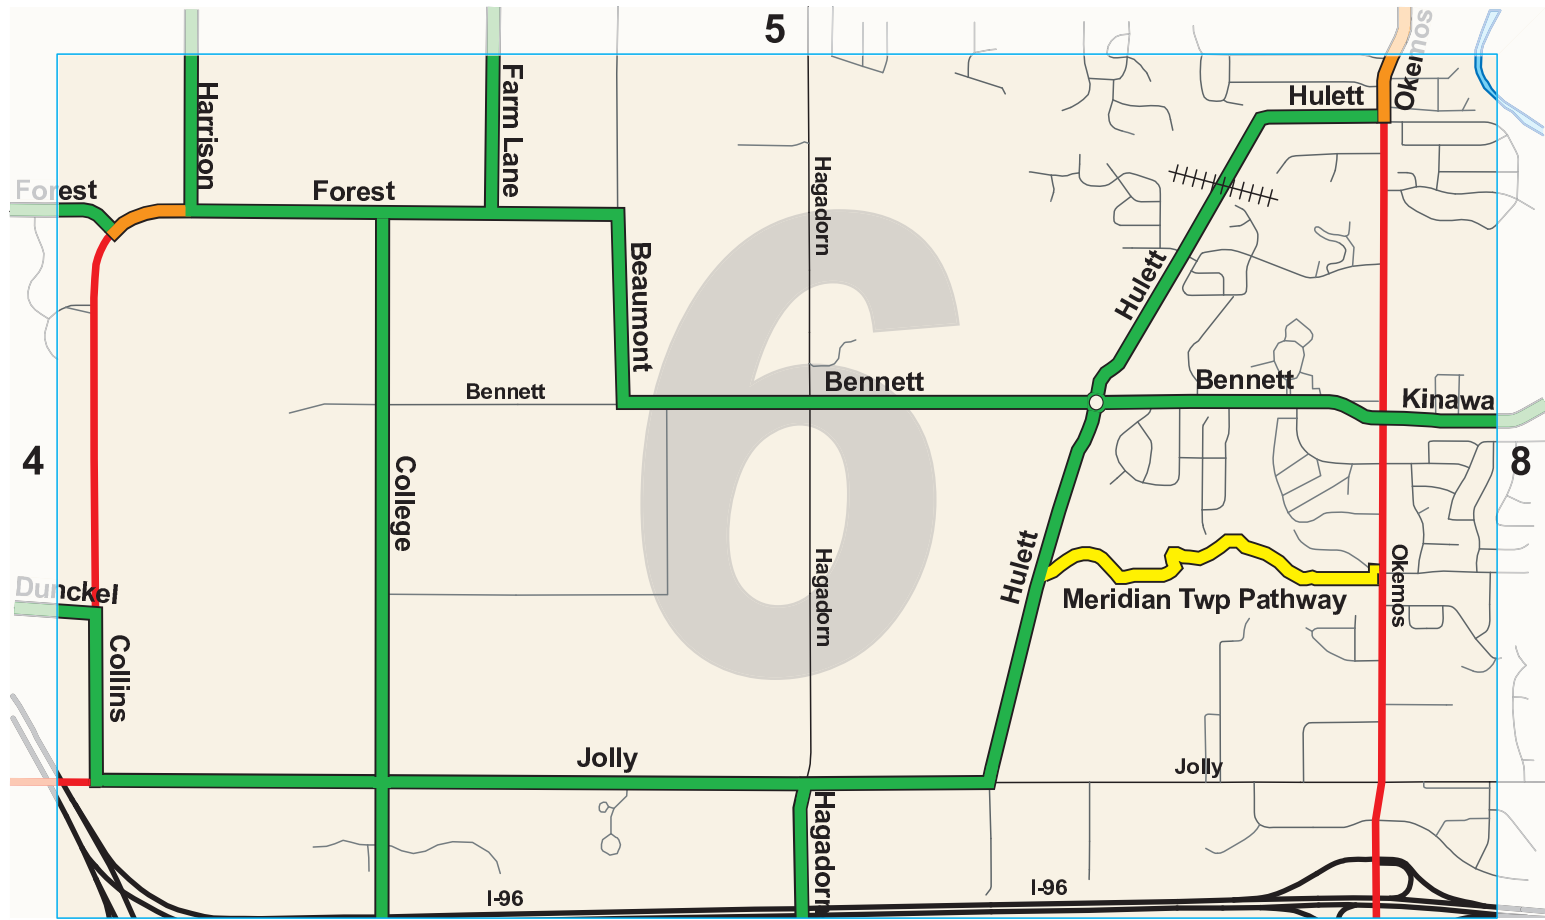 5
Okemos
Hulett
Harrison
Farm Lane
Forest
Forest
Hagadorn
Hulett
Beaumont
Bennett
Bennett
Bennett
Kinawa
6
4
8
College
Hagadorn
Hulett
Okemos
Dunckel
Meridian Twp Pathway
Collins
Jolly
Jolly
Hagadorn
I-96
I-96